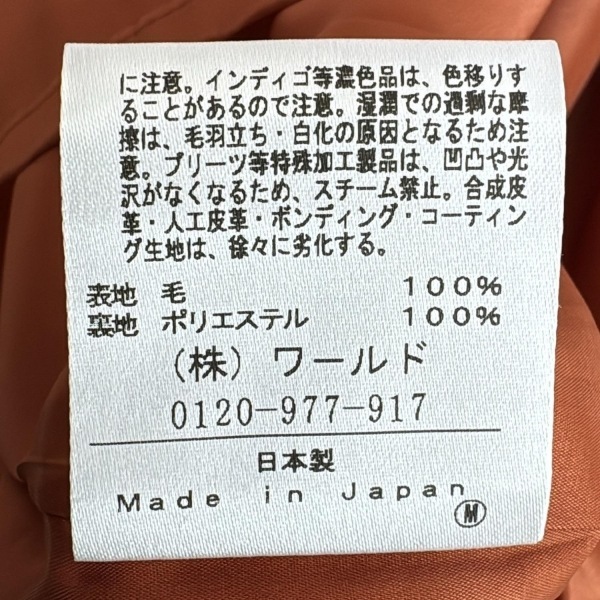 に注意。インディゴ等濃色品は、色移りす
ることがあるので注意。湿潤での過剰な摩
擦は、毛羽立ち・白化の原因となるため注
意。プリーツ等特殊加工製品は、凹凸や光
沢がなくなるため、スチーム禁止。合成皮
革・人工皮革・ボンディング・コーティン
グ生地は、徐々に劣化する。
表地 毛 100%
裏地 ポリエステル 100%
(株) ワールド
0120-977-917
日本製
Made in Japan
M